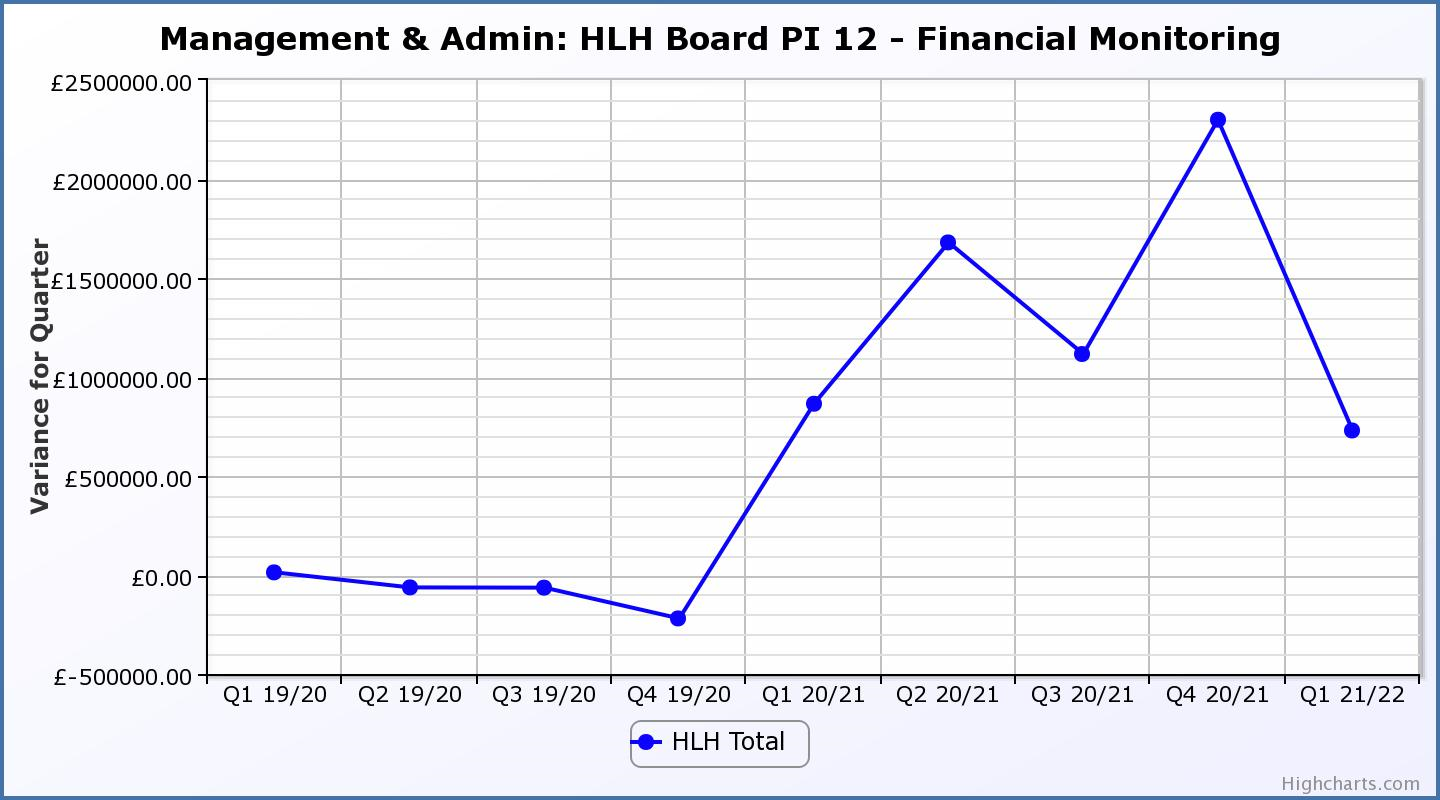 Management & Admin: HLH Board PI 12 - Financial Monitoring
Variance for Quarter
£2500000.00
£2000000.00
£1500000.00
£1000000.00
£500000.00
£0.00
£-500000.00
Q1 19/20 Q2 19/20 Q3 19/20 Q4 19/20 Q1 20/21 Q2 20/21 Q3 20/21 Q4 20/21 Q1 21/22
HLH Total
Highcharts.com